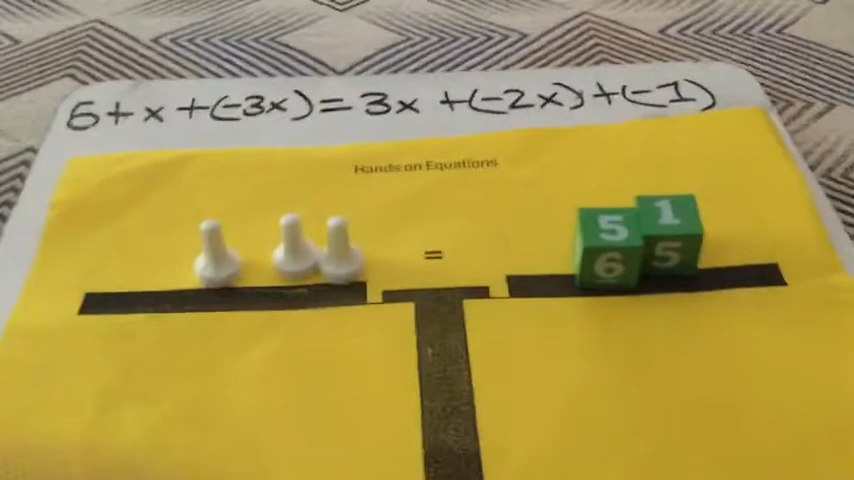 5+x+(-3x)=3x+(-2x)+(-1)
Hands on Equations
=
5 1
6 5